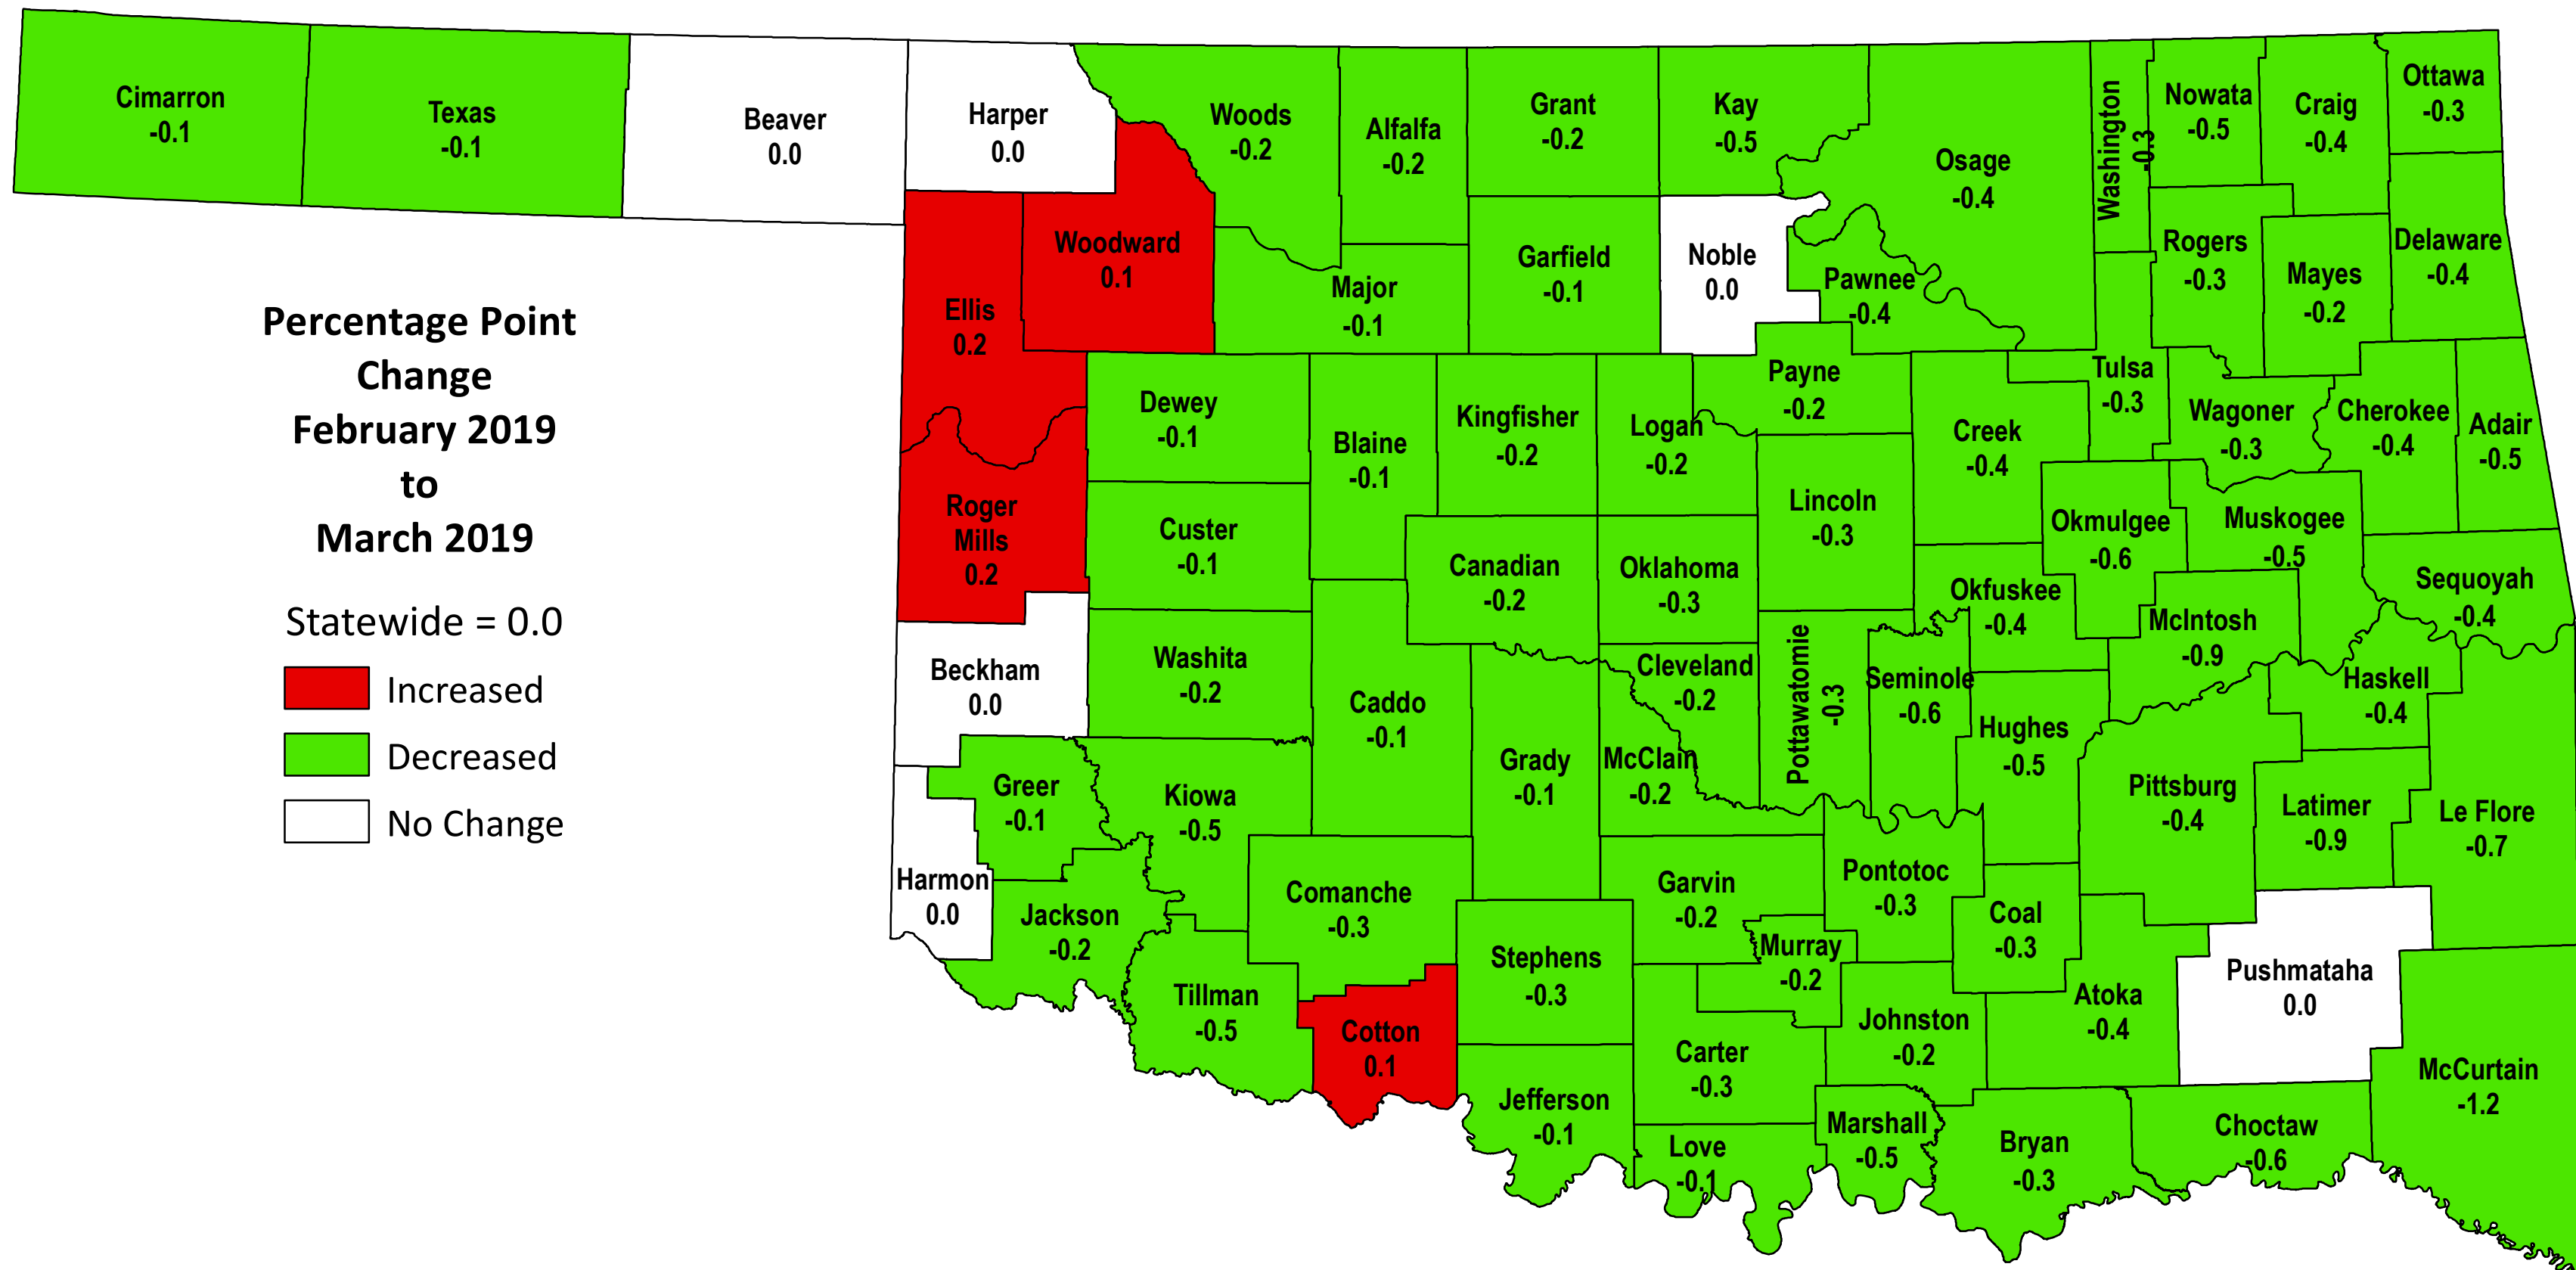 Cimarron
-0.1
Texas
-0.1
Beaver
0.0
Harper
0.0
Woods
-0.2
Alfalfa
-0.2
Grant
-0.2
Kay
-0.5
Osage
-0.4
Washington
-0.3
Nowata
-0.5
Craig
-0.4
Ottawa
-0.3
Ellis
0.2
Woodward
0.1
Major
-0.1
Garfield
-0.1
Noble
0.0
Pawnee
-0.4
Rogers
-0.3
Mayes
-0.2
Delaware
-0.4
Percentage Point
Change
February 2019
to
March 2019
Statewide = 0.0
Increased
Decreased
No Change
Dewey
-0.1
Blaine
-0.1
Kingfisher
-0.2
Logan
-0.2
Payne
-0.2
Creek
-0.4
Tulsa
-0.3
Wagoner
-0.3
Cherokee
-0.4
Adair
-0.5
Roger
Mills
0.2
Custer
-0.1
Canadian
-0.2
Oklahoma
-0.3
Lincoln
-0.3
Okmulgee
-0.6
Muskogee
-0.5
Okfuskee
-0.4
McIntosh
-0.9
Sequoyah
-0.4
Beckham
0.0
Washita
-0.2
Caddo
-0.1
Grady
-0.1
Cleveland
-0.2
McClain
-0.2
Pottawatomie
-0.3
Seminole
-0.6
Hughes
-0.5
Haskell
-0.4
Pittsburg
-0.4
Latimer
-0.9
Le Flore
-0.7
Greer
-0.1
Kiowa
-0.5
Harmon
0.0
Jackson
-0.2
Comanche
-0.3
Garvin
-0.2
Pontotoc
-0.3
Coal
-0.3
Murray
-0.2
Stephens
-0.3
Tillman
-0.5
Cotton
0.1
Atoka
-0.4
Pushmataha
0.0
Johnston
-0.2
Carter
-0.3
Jefferson
-0.1
Love
-0.1
Marshall
-0.5
Bryan
-0.3
Choctaw
-0.6
McCurtain
-1.2